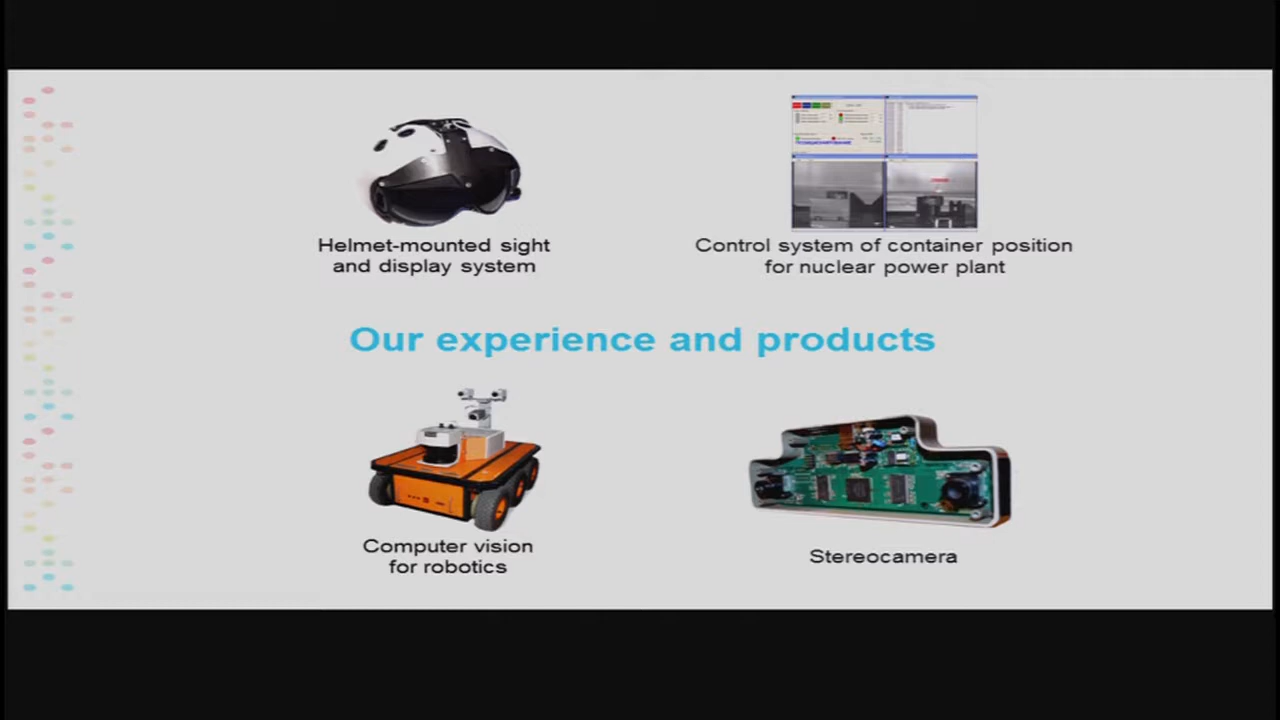 ПОЗИЦИОНИРОВАНИЕ
Helmet-mounted sight
and display system
Control system of container position
for nuclear power plant
Our experience and products
Computer vision
for robotics
Stereocamera